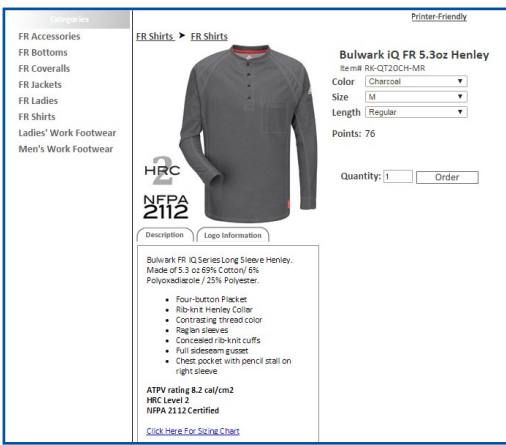 Categories
FR Accessories
FR Bottoms
FR Coveralls
FR Jackets
FR Ladies
FR Shirts
Ladies' Work Footwear
Men's Work Footwear
Printer-Friendly
FR Shirts ➤ FR Shirts
HRC
2
NFPA
2112
Bulwark iQ FR 5.3oz Henley
Item# RK-QT20CH-MR
Color Charcoal
Size M
Length Regular
Points: 76
Quantity: 1 Order
Description Logo Information
Bulwark FR IQ Series Long Sleeve Henley.
Made of 5.3 oz 69% Cotton/ 6%
Polyoxadiazole / 25% Polyester.
• Four-button Placket
• Rib-knit Henley Collar
• Contrasting thread color
• Raglan sleeves
• Concealed rib-knit cuffs
• Full sideseam gusset
• Chest pocket with pencil stall on
right sleeve
ATPV rating 8.2 cal/cm2
HRC Level 2
NFPA 2112 Certified
Click Here For Sizing Chart